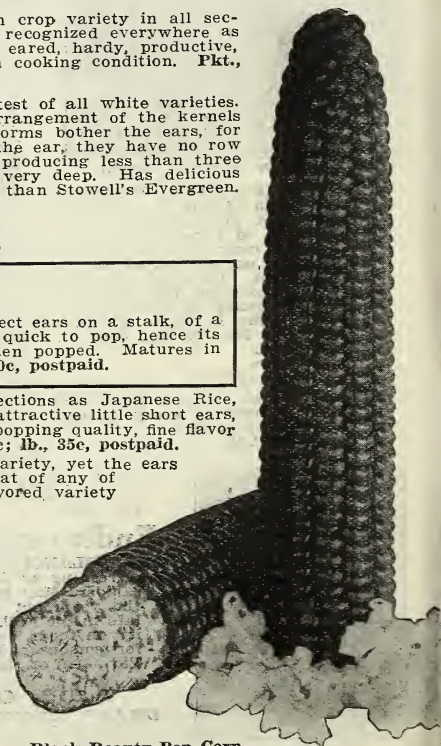 n crop variety in all sec-
recognized everywhere as
eared, hardy, productive,
n cooking condition. Pkt.,
test of all white varieties.
rrangement of the kernels
orms bother the ears, for
the ear, they have no row
producing less than three
very deep. Has delicious
than Stowell's Evergreen.
ect ears on a stalk, of a
quick to pop, hence its
en popped. Matures in
0c, postpaid.
ections as Japanese Rice,
attractive little short ears,
popping quality, fine flavor
c; lb., 35c, postpaid.
ariety, yet the ears
at of any of
vored variety
Black Beauty Pop Corn